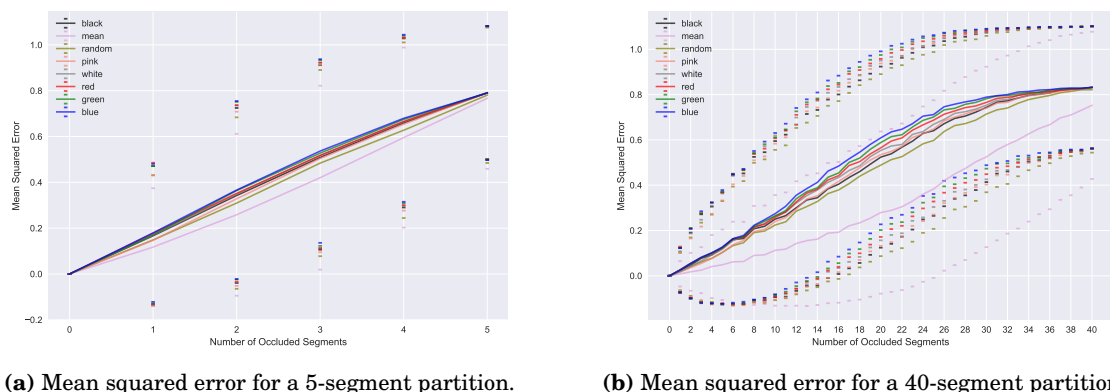 black
mean
random
pink
white
red
green
blue
1.0
0.8
0.6
0.4
0.2
0.0
−0.2
Mean Squared Error
0 1 2 3 4 5
Number of Occluded Segments
(a) Mean squared error for a 5-segment partition.
black
mean
random
pink
white
red
green
blue
1.0
0.8
0.6
0.4
0.2
0.0
Mean Squared Error
0 2 4 6 8 10 12 14 16 18 20 22 24 26 28 30 31 33 34 36 38 40
Number of Occluded Segments
(b) Mean squared error for a 40-segment partition